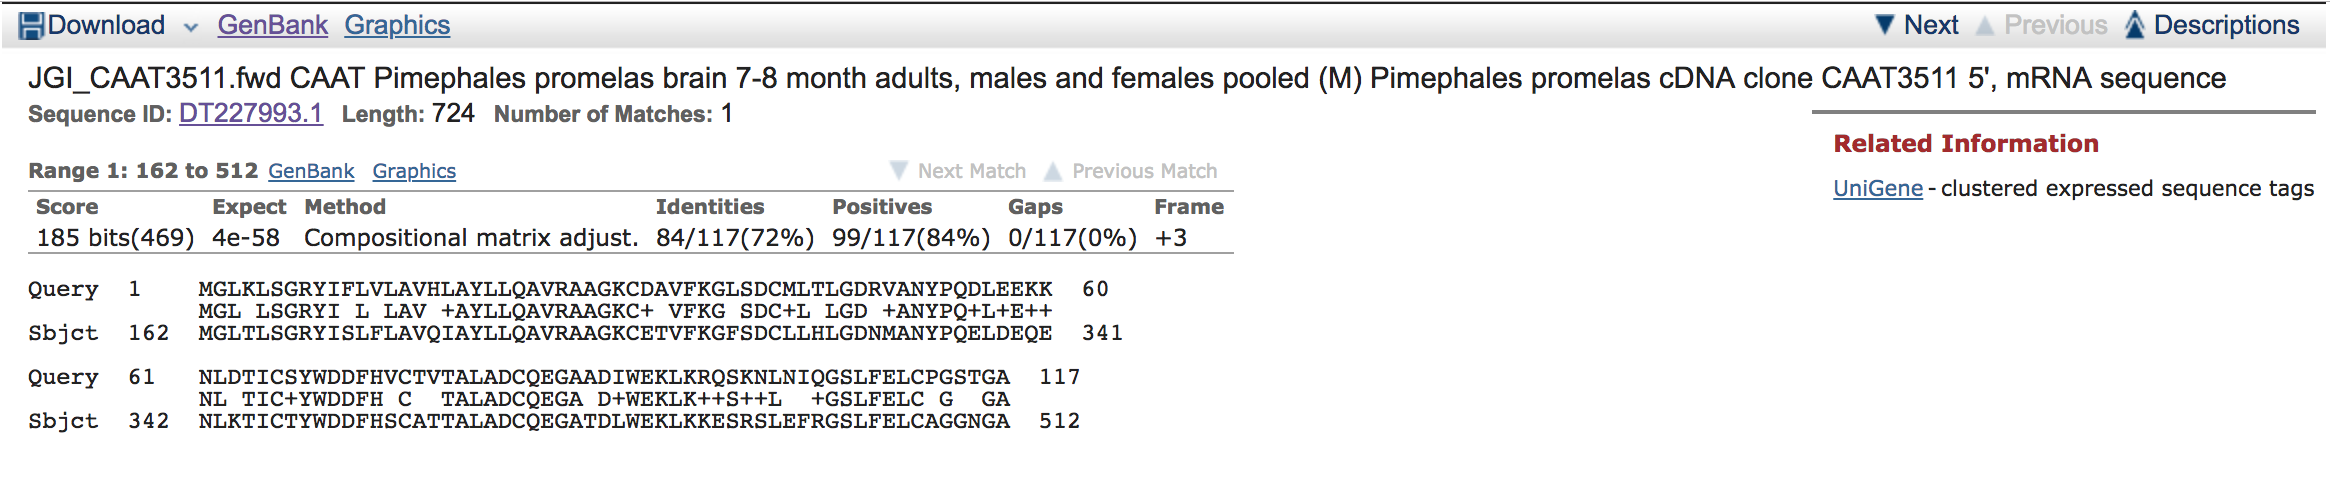 Download GenBank Graphics Next Previous Descriptions
JGI_CAAT3511.fwd CAAT Pimephales promelas brain 7-8 month adults, males and females pooled (M) Pimephales promelas cDNA clone CAAT3511 5', mRNA sequence
Sequence ID: DT227993.1 Length: 724 Number of Matches: 1
Related Information
UniGene - clustered expressed sequence tags
Range 1: 162 to 512 GenBank Graphics Next Match Previous Match
Score Expect Method Identities Positives Gaps Frame
185 bits(469) 4e-58 Compositional matrix adjust. 84/117(72%) 99/117(84%) 0/117(0%) +3
Query 1 MGLKLSGRYIFLVLAVHLAYLLQAVRAAGKCDAVFKGLSDCMLTLGDRVANYPQDLEEKK 60
MGL LSGRYI L LAV +AYLLQAVRAAGKC+ VFKG SDC+L LGD +ANYPQ+L+E++
Sbjct 162 MGLTLSGRYISLFLAVQIAYLLQAVRAAGKCETVFKGFSDCLLHLGDNMANYPQELDEQE 341
Query 61 NLDTICSYWDDFHVCTVTALADCQEGAADIWEKLKRQSKNLNIQGSLFELCPGSTGA 117
NL TIC+YWDDFH C  TALADCQEGA D+WEKLK++S++L  +GSLFELC G  GA
Sbjct 342 NLKTICTYWDDFHSCATTALADCQEGATDLWEKLKKESRSLEFRGSLFELCAGGNGA 512